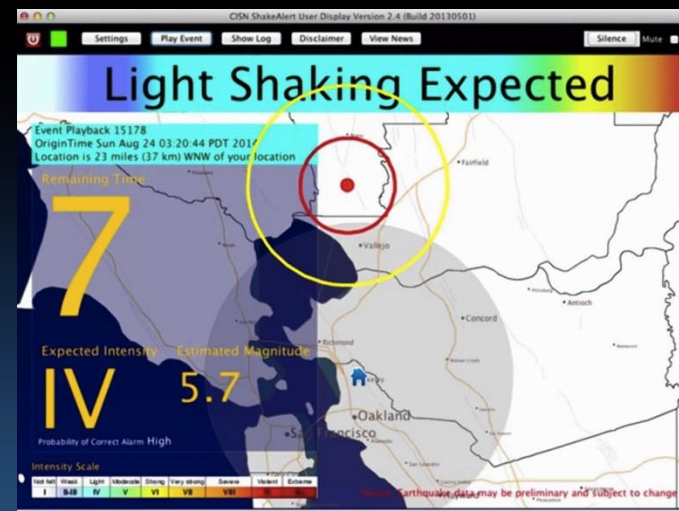 CISN ShakeAlert User Display Version 2.4 (Build 20130501)
Settings Play Event Show Log Disclaimer View News Silence Mute
Light Shaking Expected
Event Playback 15178
OriginTime Sun Aug 24 03:20:44 PDT 2014
Location is 23 miles (37 km) WNW of your location
Remaining Time
7
Fairfield
Vallejo
Antioch
Concord
Richmond
Expected Intensity Estimated Magnitude
IV 5.7
Oakland
Probability of Correct Alarm High
Intensity Scale
Not felt Weak Light Moderate Strong Very strong Severe Violent Extreme
I II-III IV V VI VII VIII
Earthquake data may be preliminary and subject to change